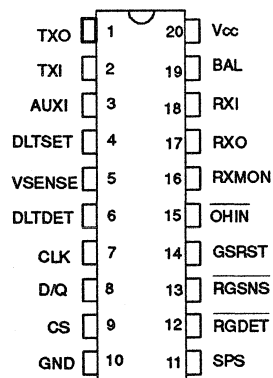 TXO 1 20 Vcc
TXI 2 19 BAL
AUXI 3 18 RXI
DLTSET 4 17 RXO
VSENSE 5 16 RXMON
DLTDET 6 15 OHIN
CLK 7 14 GSRST
D/Q 8 13 RGSNS
CS 9 12 RGDET
GND 10 11 SPS